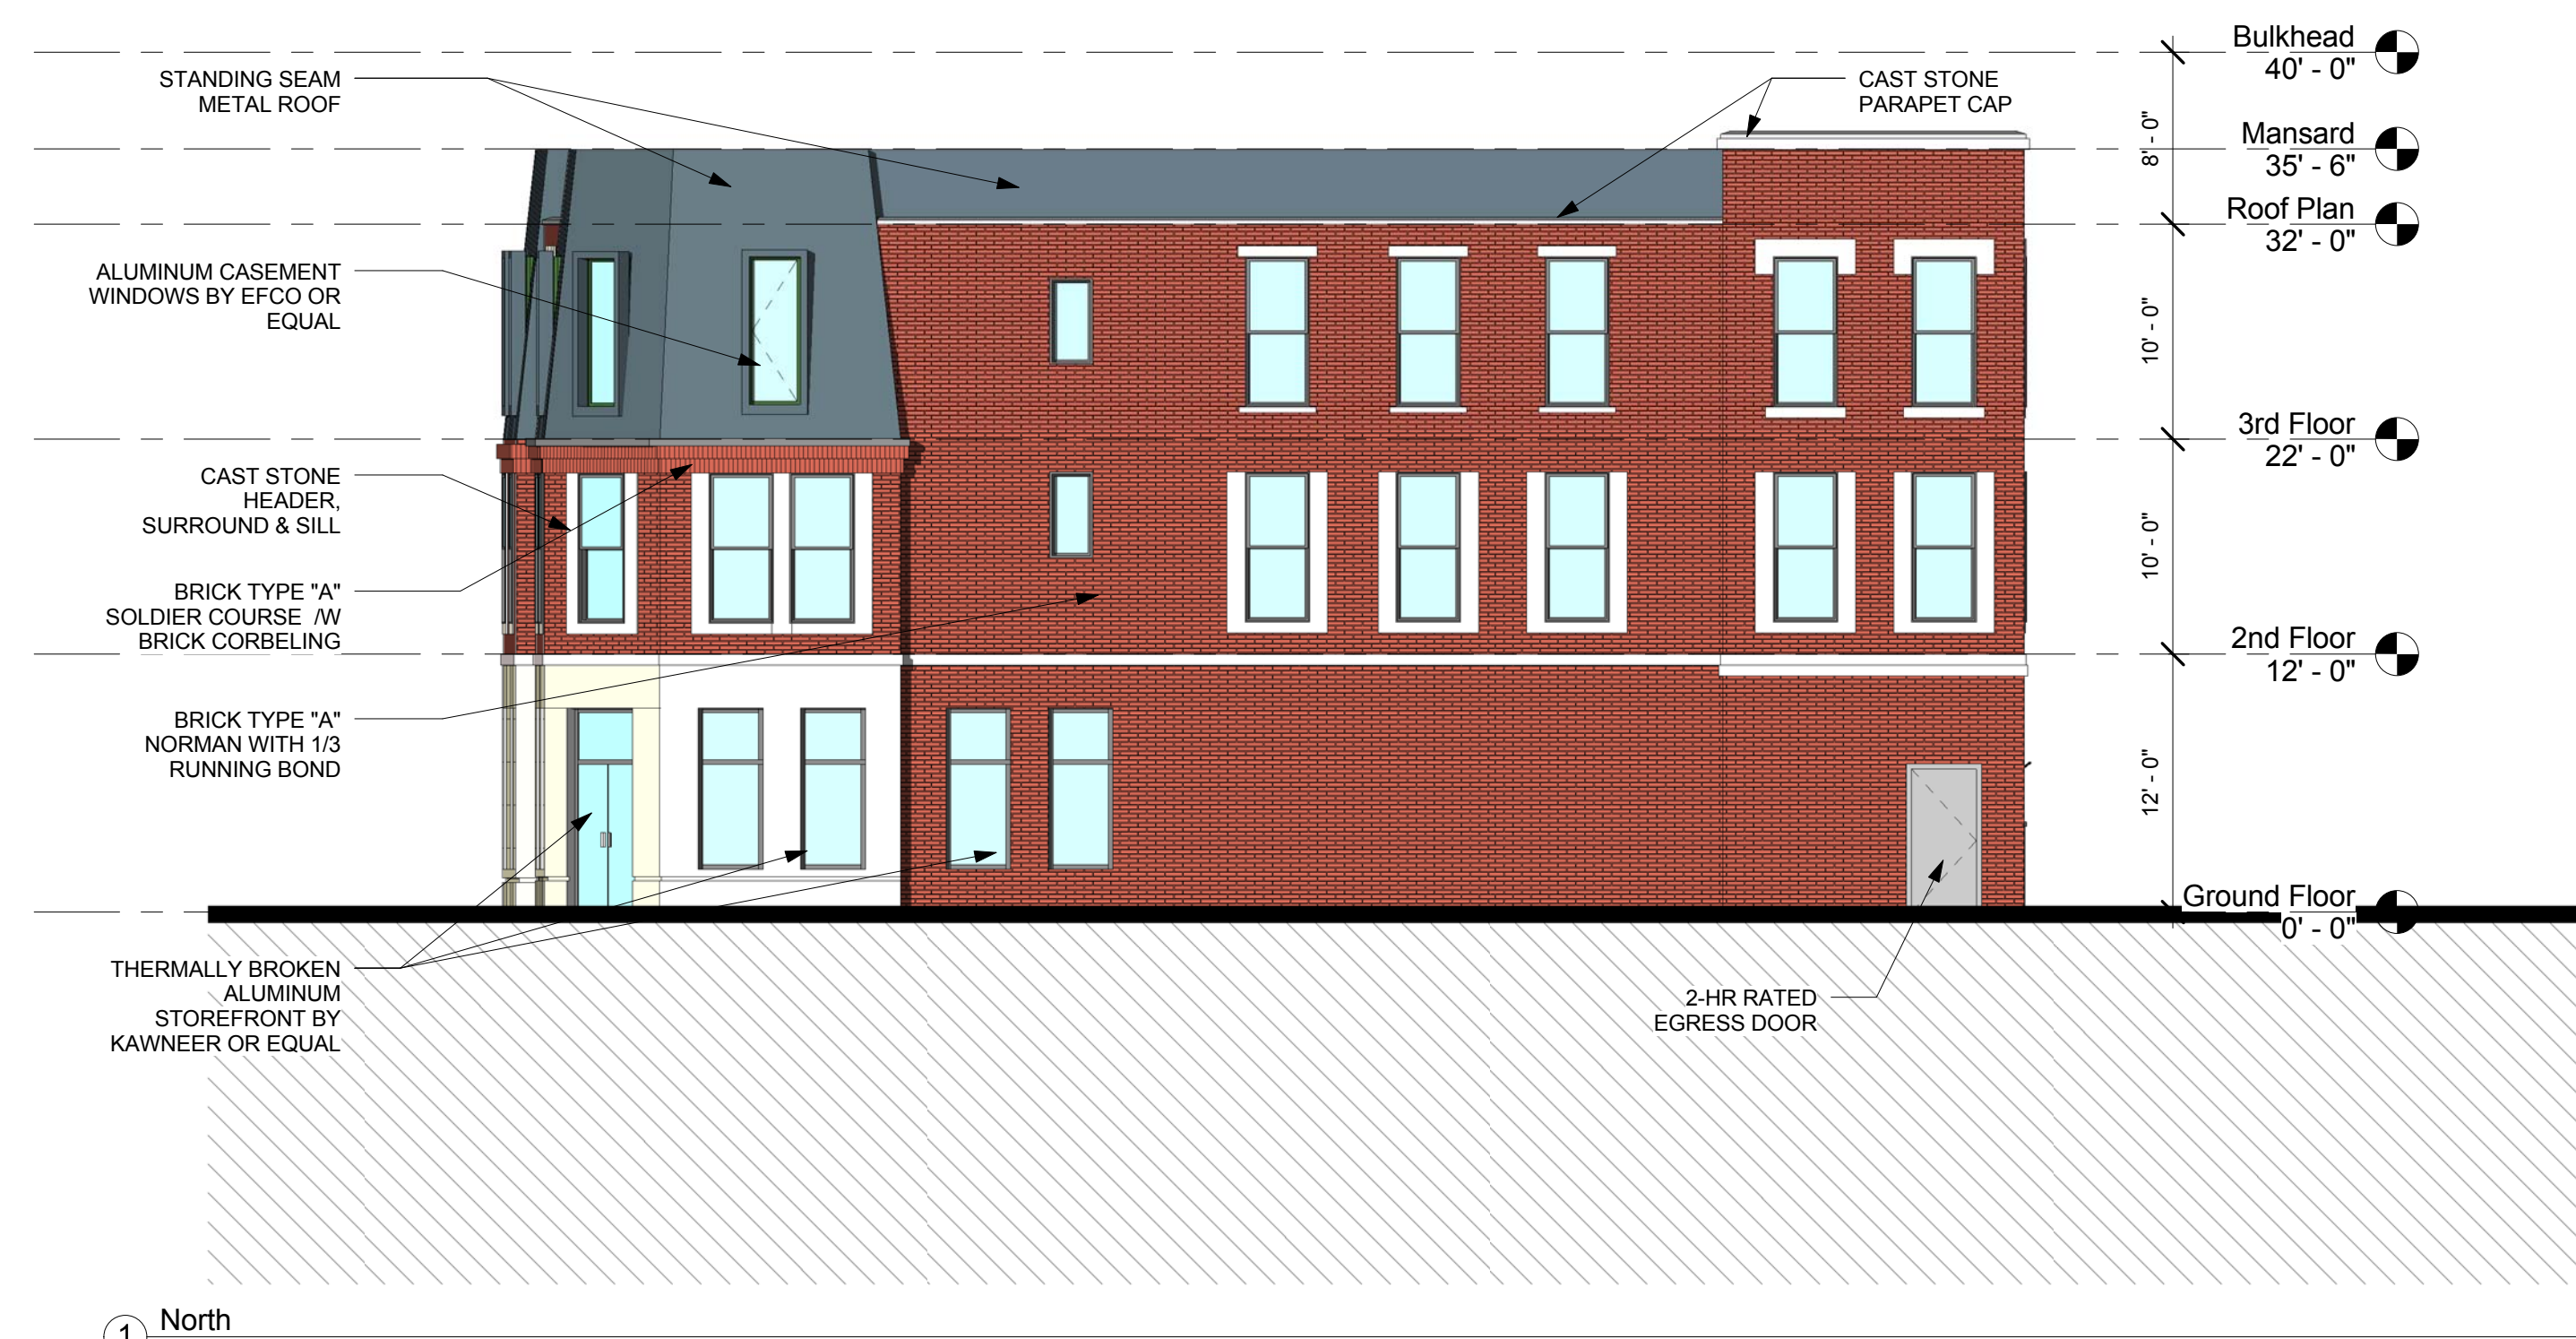 STANDING SEAM
METAL ROOF
ALUMINUM CASEMENT
WINDOWS BY EFCO OR
EQUAL
CAST STONE
HEADER,
SURROUND & SILL
BRICK TYPE "A"
SOLDIER COURSE /W
BRICK CORBELING
BRICK TYPE "A"
NORMAN WITH 1/3
RUNNING BOND
THERMALLY BROKEN
ALUMINUM
STOREFRONT BY
KAWNEER OR EQUAL
CAST STONE
PARAPET CAP
2-HR RATED
EGRESS DOOR
8' - 0"
10' - 0"
10' - 0"
12' - 0"
Bulkhead
40' - 0"
Mansard
35' - 6"
Roof Plan
32' - 0"
3rd Floor
22' - 0"
2nd Floor
12' - 0"
Ground Floor
0' - 0"
1
North